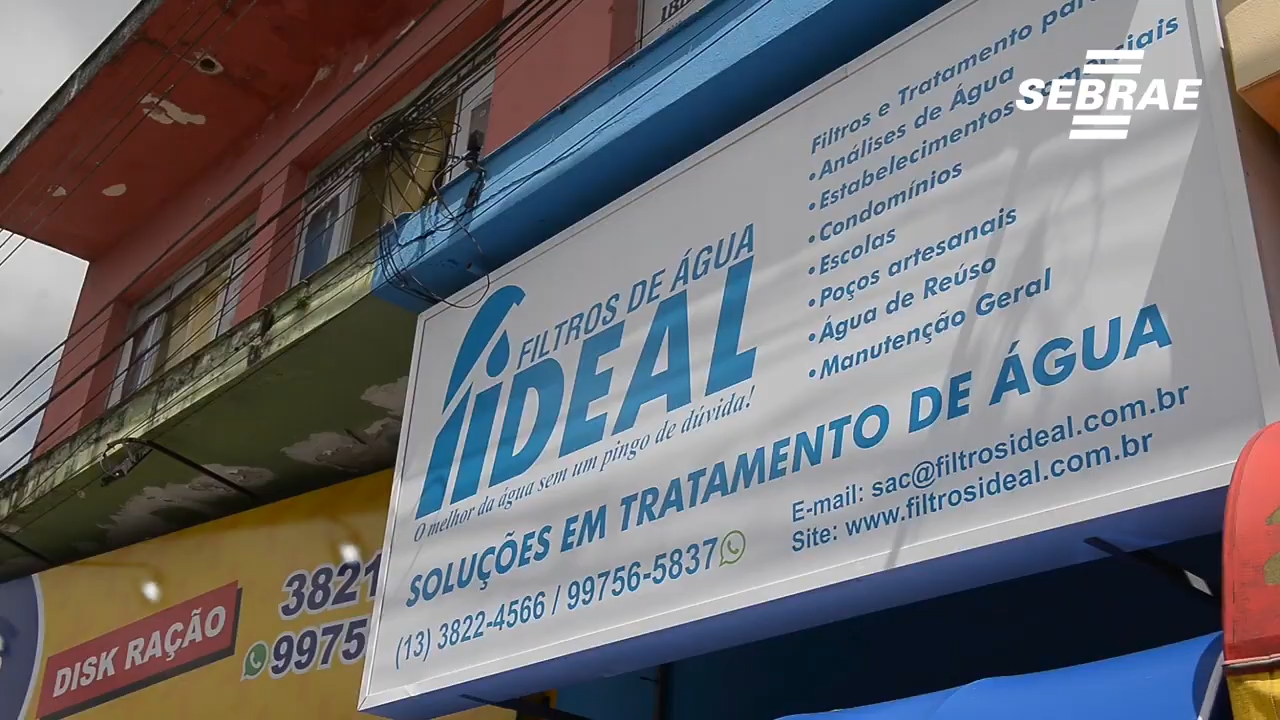 SEBRAE
Filtros e Tratamento para
•Análises de Água
•Estabelecimentos
•Condomínios
•Escolas
•Poços artesanais
•Água de Reúso
•Manutenção Geral
FILTROS DE ÁGUA
IDEAL
O melhor da água sem um pingo de dúvida!
SOLUÇÕES EM TRATAMENTO DE ÁGUA
(13) 3822-4566 / 99756-5837
E-mail: sac@filtrosideal.com.br
Site: www.filtrosideal.com.br
DISK RAÇÃO
3821
9975